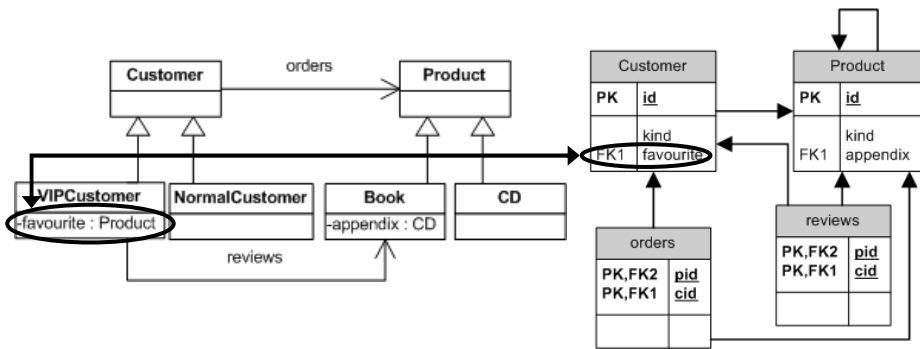 Customer
orders
Product
VIPCustomer
-favourite : Product
NormalCustomer
Book
-appendix : CD
CD
reviews
Customer
PK id
kind
FK1 favourite
Product
PK id
kind
FK1 appendix
orders
PK,FK2 pid
PK,FK1 cid
reviews
PK,FK2 pid
PK,FK1 cid